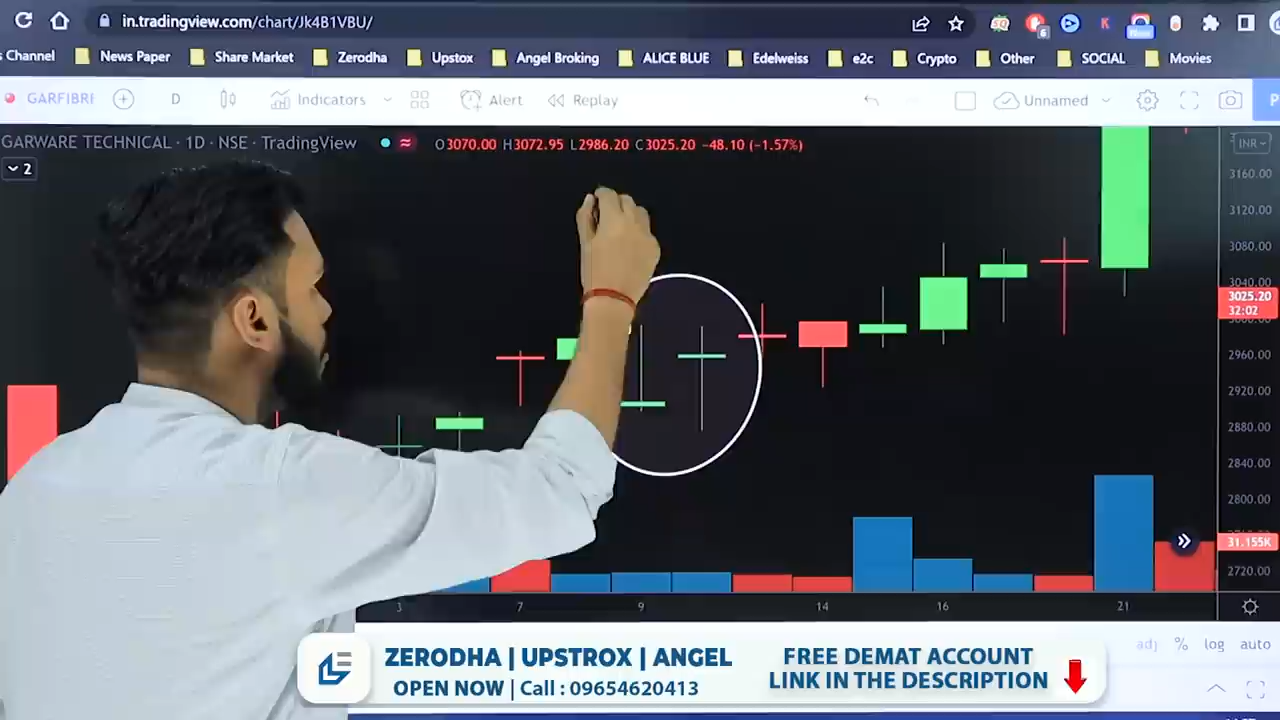 in.tradingview.com/chart/Jk4B1VBU/
s Channel News Paper Share Market Zerodha Upstox Angel Broking ALICE BLUE Edelweiss e2c Crypto Other SOCIAL Movies
GARFIBRI D Indicators Alert Replay Unnamed P
GARWARE TECHNICAL · 1D · NSE · TradingView O3070.00 H3072.95 L2986.20 C3025.20 −48.10 (−1.57%) INR
2
3160.00
3120.00
3080.00
3040.00
3025.20
32:02
3000.00
2960.00
2920.00
2880.00
2840.00
2800.00
31.155K
2720.00
3 7 9 14 16 21
adj % log auto
ZERODHA | UPSTROX | ANGEL
OPEN NOW | Call : 09654620413
FREE DEMAT ACCOUNT
LINK IN THE DESCRIPTION